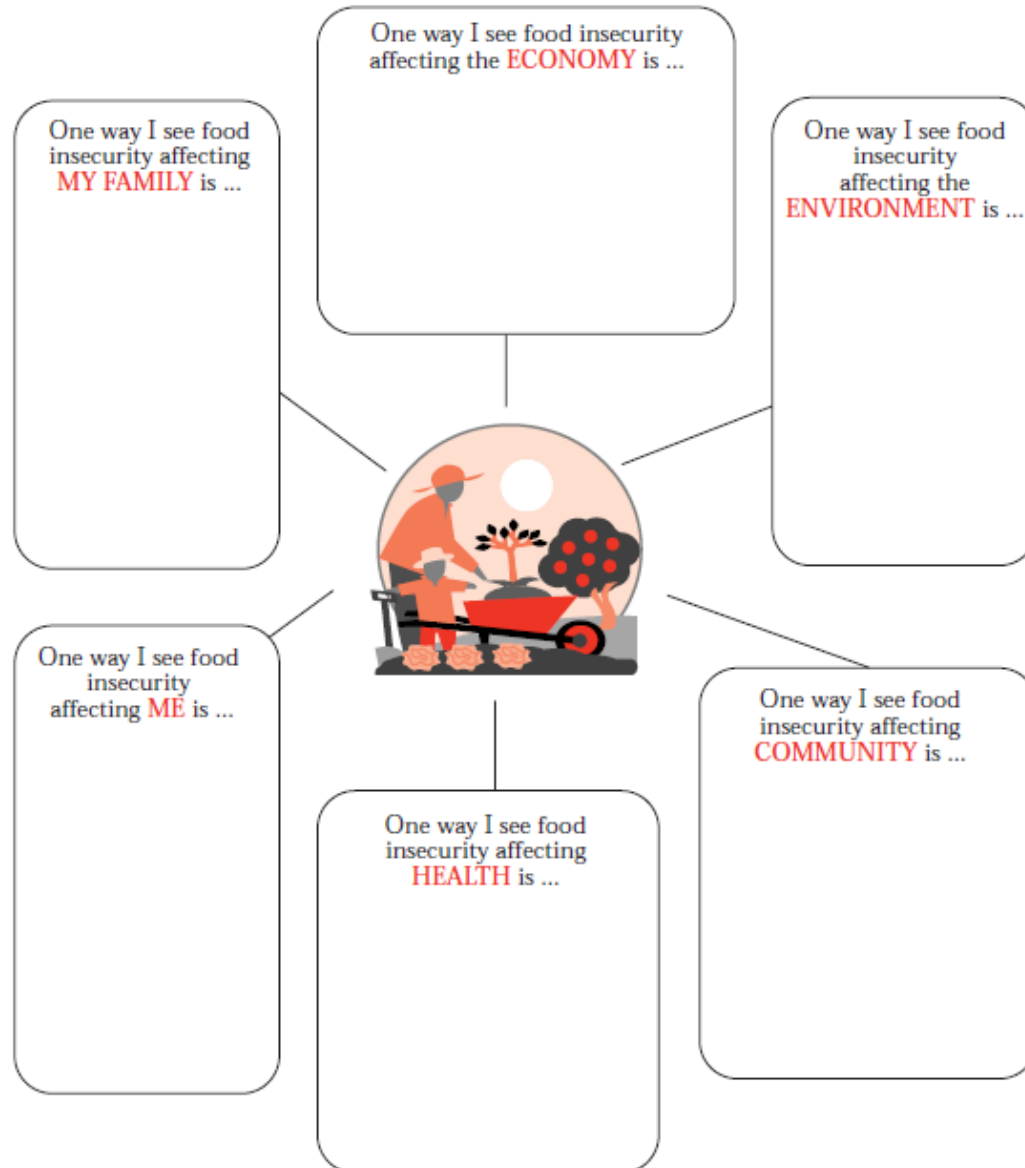 One way I see food insecurity
affecting the ECONOMY is ...
One way I see food
insecurity affecting
MY FAMILY is ...
One way I see food
insecurity
affecting the
ENVIRONMENT is ...
One way I see food
insecurity
affecting ME is ...
One way I see food
insecurity affecting
COMMUNITY is ...
One way I see food
insecurity affecting
HEALTH is ...